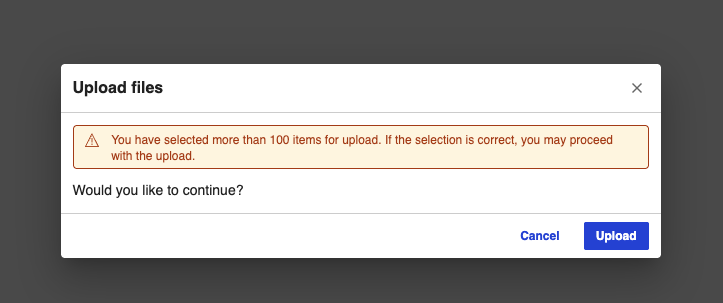 Upload files
You have selected more than 100 items for upload. If the selection is correct, you may proceed
with the upload.
Would you like to continue?
Cancel
Upload